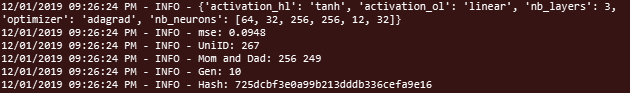 12/01/2019 09:26:24 PM - INFO - {'activation_hl': 'tanh', 'activation_ol': 'linear', 'nb_layers': 3,
'optimizer': 'adagrad', 'nb_neurons': [64, 32, 256, 256, 12, 32]}
12/01/2019 09:26:24 PM - INFO - mse: 0.0948
12/01/2019 09:26:24 PM - INFO - UniID: 267
12/01/2019 09:26:24 PM - INFO - Mom and Dad: 256 249
12/01/2019 09:26:24 PM - INFO - Gen: 10
12/01/2019 09:26:24 PM - INFO - Hash: 725dcbf3e0a99b213dddb336cefa9e16